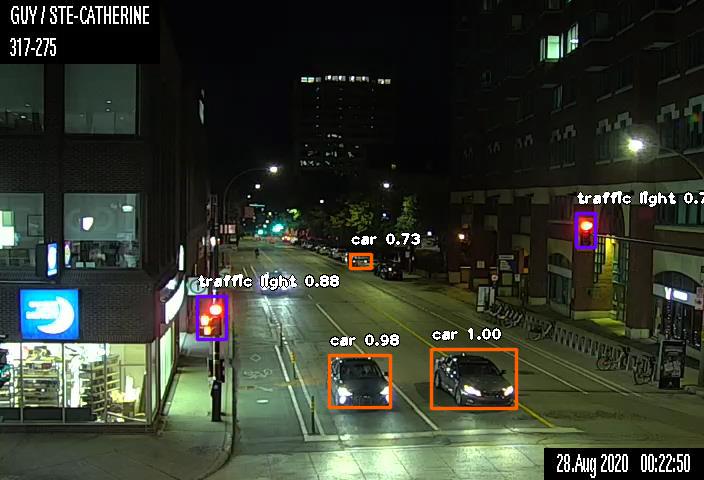 GUY / STE-CATHERINE
317-275
traffic light 0.7
car 0.73
traffic light 0.88
car 0.98
car 1.00
28.Aug 2020 00:22:50